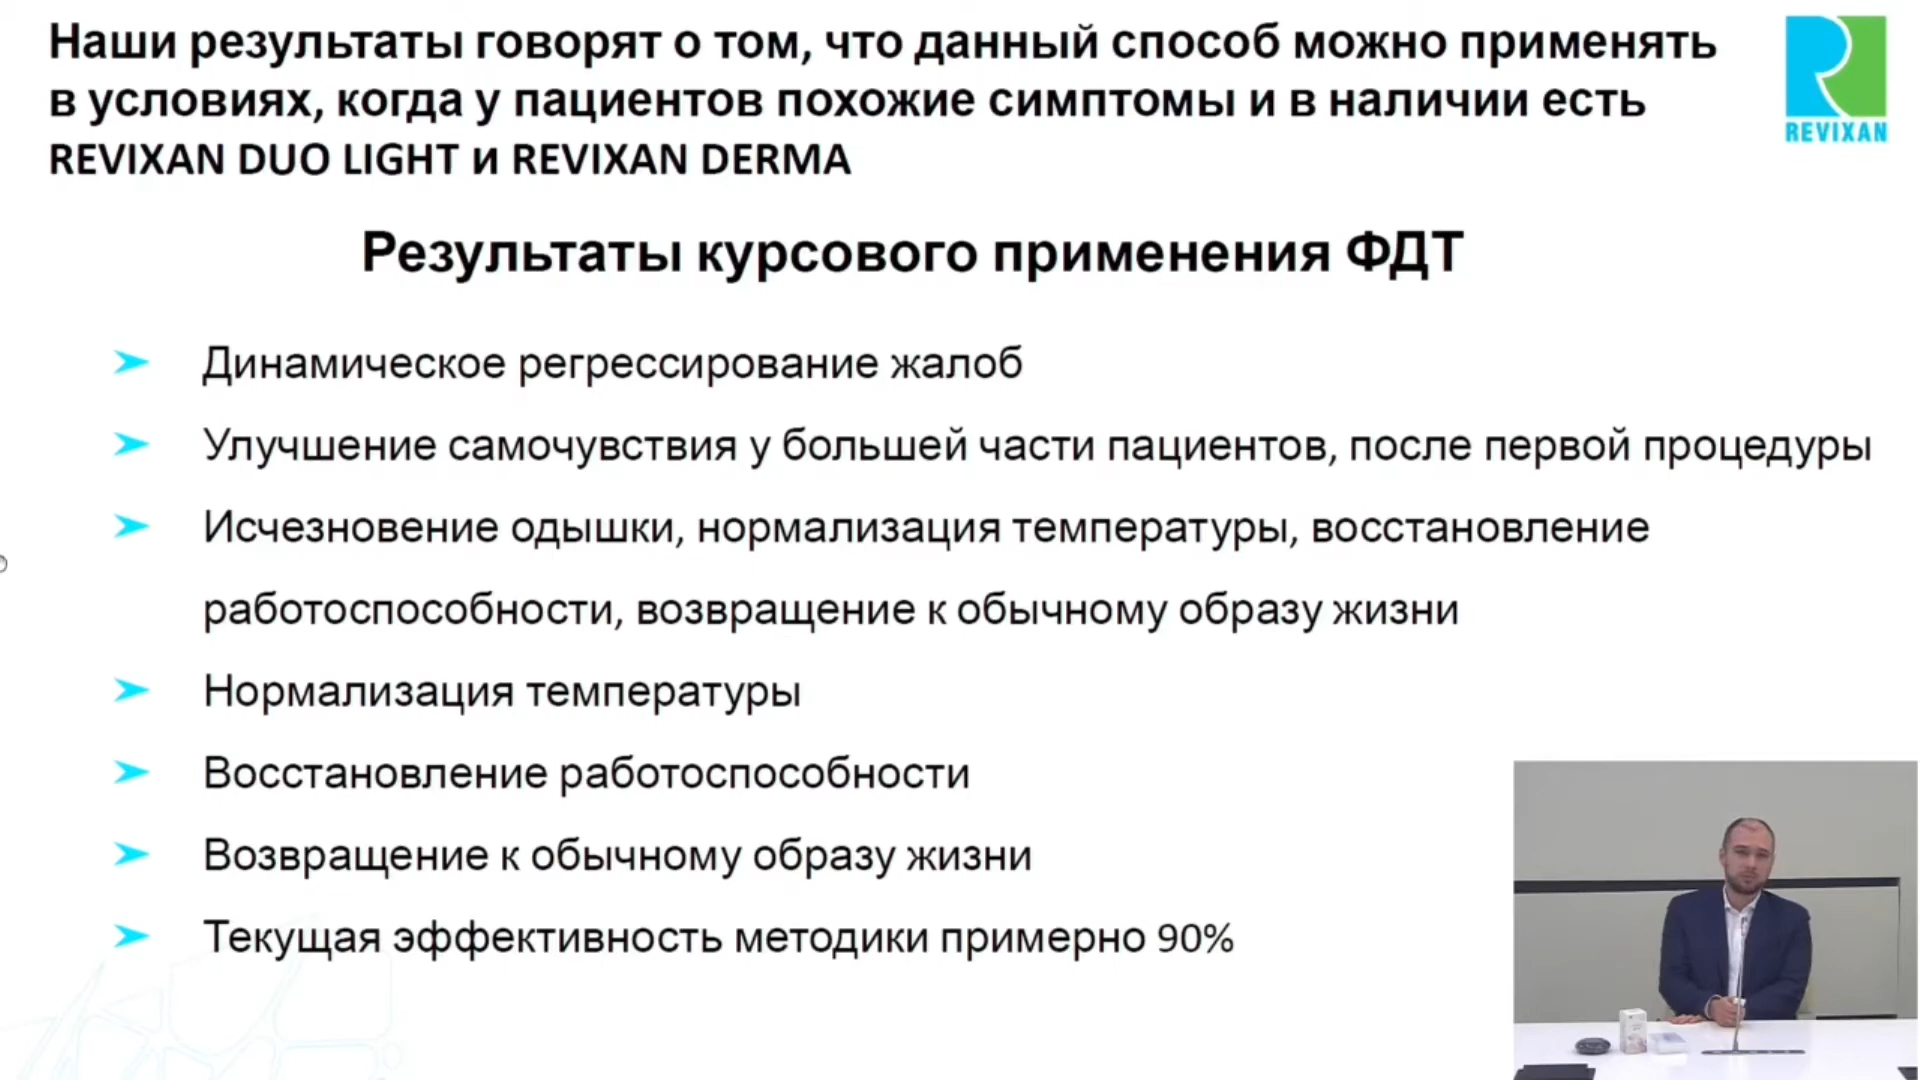 Наши результаты говорят о том, что данный способ можно применять
в условиях, когда у пациентов похожие симптомы и в наличии есть
REVIXAN DUO LIGHT и REVIXAN DERMA
REVIXAN
Результаты курсового применения ФДТ
Динамическое регрессирование жалоб
Улучшение самочувствия у большей части пациентов, после первой процедуры
Исчезновение одышки, нормализация температуры, восстановление
работоспособности, возвращение к обычному образу жизни
Нормализация температуры
Восстановление работоспособности
Возвращение к обычному образу жизни
Текущая эффективность методики примерно 90%